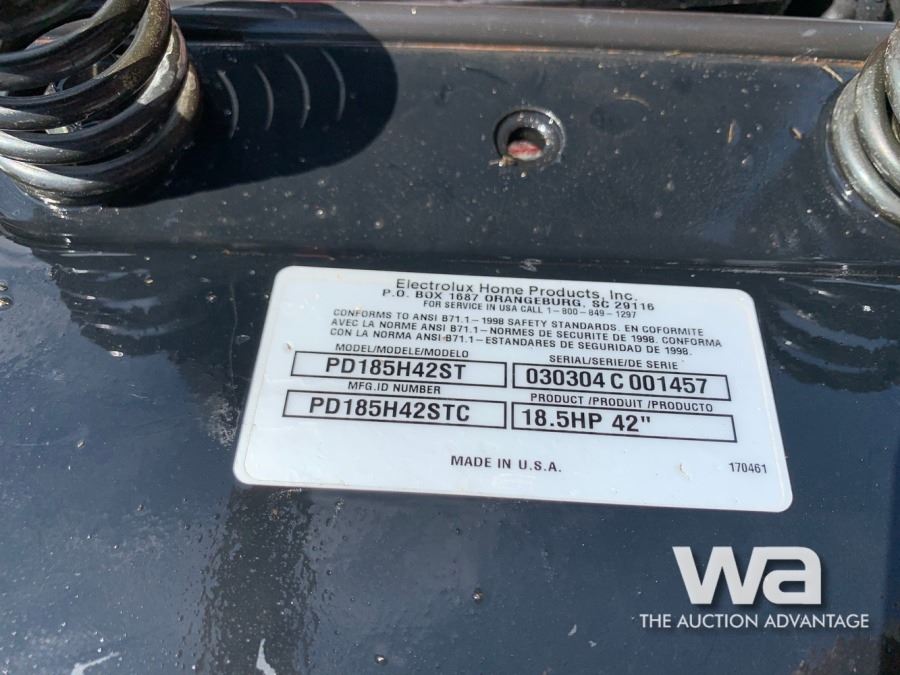 Electrolux Home Products, Inc.
P.O. BOX 1687 ORANGEBURG, SC 29116
FOR SERVICE IN USA CALL 1-800-849-1297
CONFORMS TO ANSI B71.1-1998 SAFETY STANDARDS. EN COFORMITE
AVEC LA NORME ANSI B71.1-NORMES DE SECURITE DE 1998. CONFORMA
CON LA NORMA ANSI B71.1-ESTANDARES DE SEGURIDAD DE 1998.
MODEL/MODELE/MODELO SERIAL/SERIE/DE SERIE
PD185H42ST 030304 C 001457
MFG.ID NUMBER PRODUCT /PRODUIT /PRODUCTO
PD185H42STC 18.5HP 42"
MADE IN U.S.A. 170461
wa
THE AUCTION ADVANTAGE